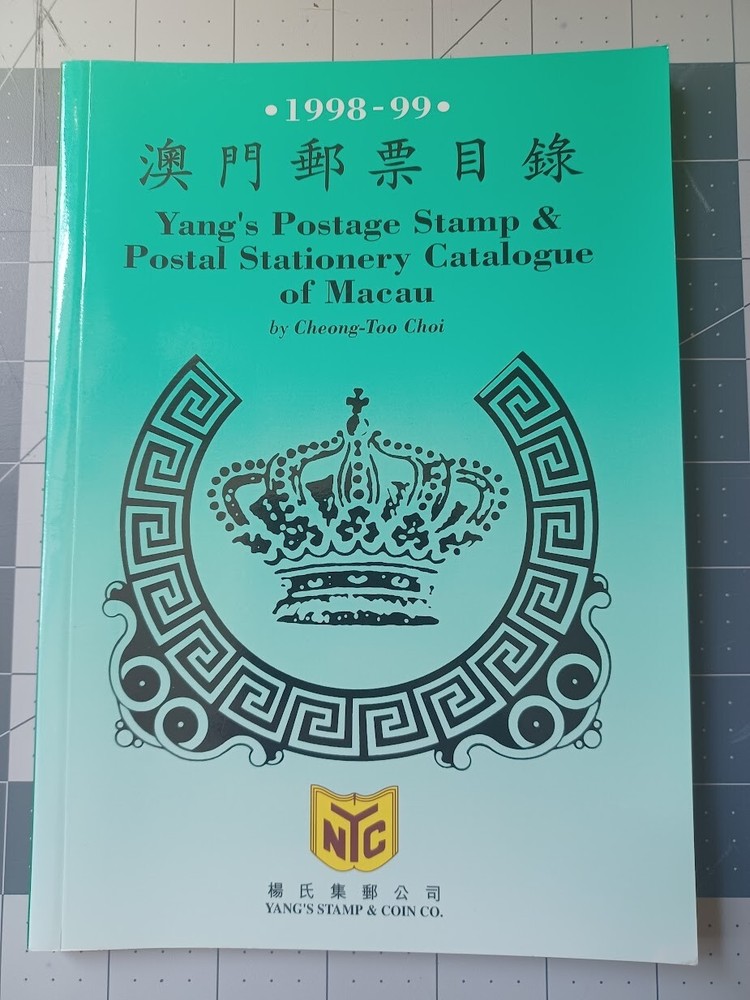 •1998-99•
澳門郵票目錄
Yang's Postage Stamp &
Postal Stationery Catalogue
of Macau
by Cheong-Too Choi
NYC
楊氏集郵公司
YANG'S STAMP & COIN CO.